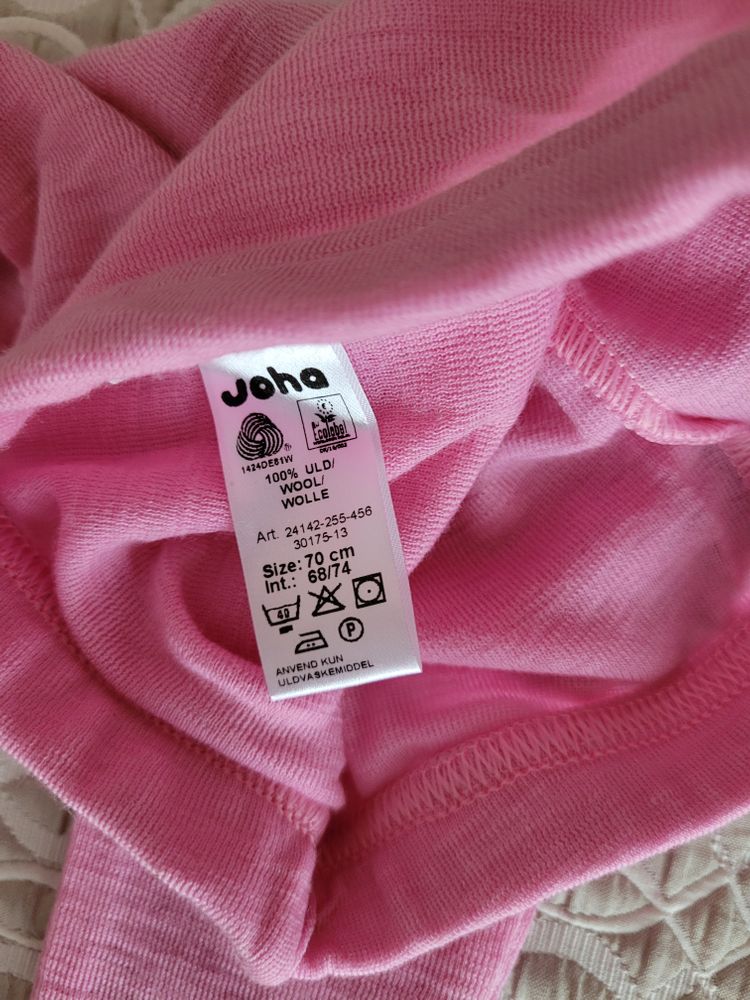 Joha
Ecolabel
1424DE81W
100% ULD/
WOOL/
WOLLE
Art. 24142-255-456
30175-13
Size: 70 cm
Int.: 68/74
40
P
ANVEND KUN
ULDVASKEMIDDEL